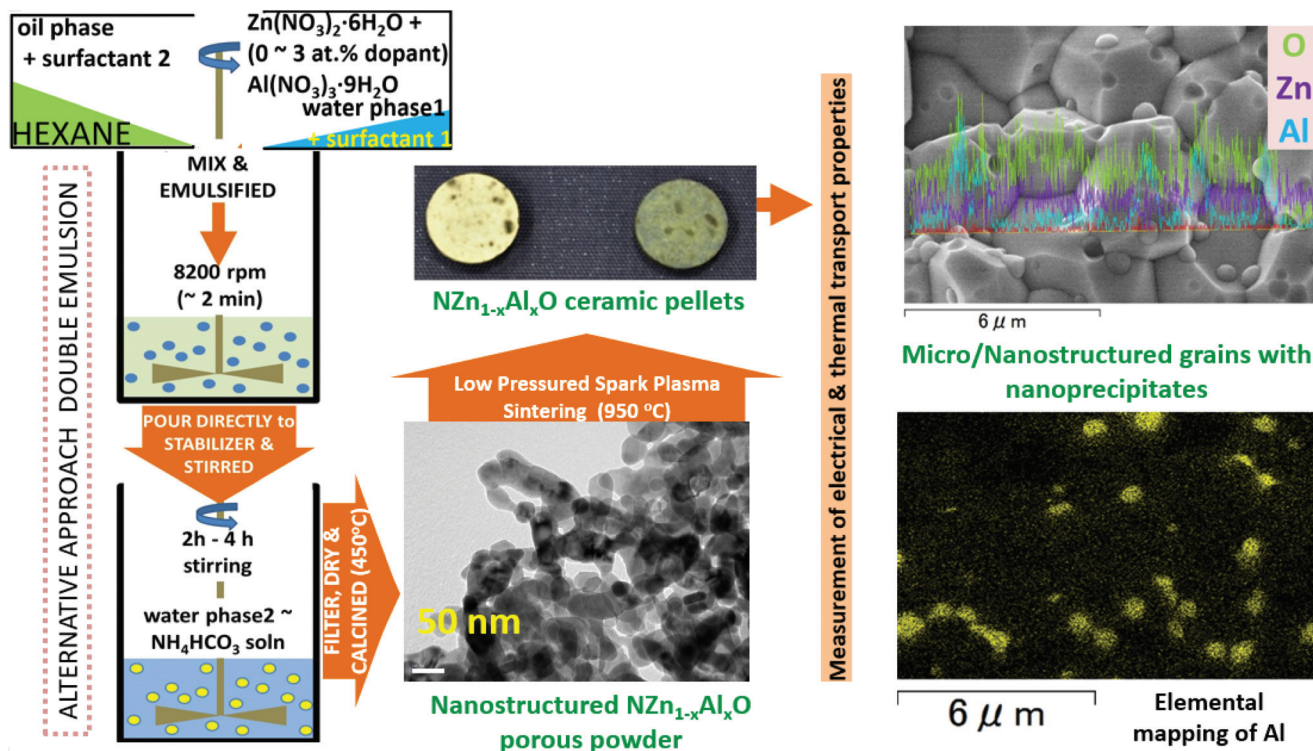 oil phase
+ surfactant 2
HEXANE
Zn(NO₃)₂·6H₂O +
(0 ~ 3 at.% dopant)
Al(NO₃)₃·9H₂O
water phase1
+ surfactant 1
ALTERNATIVE APPROACH DOUBLE EMULSION
MIX &
EMULSIFIED
8200 rpm
(~ 2 min)
POUR DIRECTLY to
STABILIZER &
STIRRED
2h - 4 h
stirring
water phase2 ~
NH₄HCO₃ soln
FILTER, DRY &
CALCINED (450°C)
50 nm
Nanostructured NZn₁₋ₓAlₓO
porous powder
Low Pressured Spark Plasma
Sintering (950 °C)
NZn₁₋ₓAlₓO ceramic pellets
Measurement of electrical & thermal transport properties
O
Zn
Al
6 μm
Micro/Nanostructured grains with
nanoprecipitates
6 μm
Elemental
mapping of Al